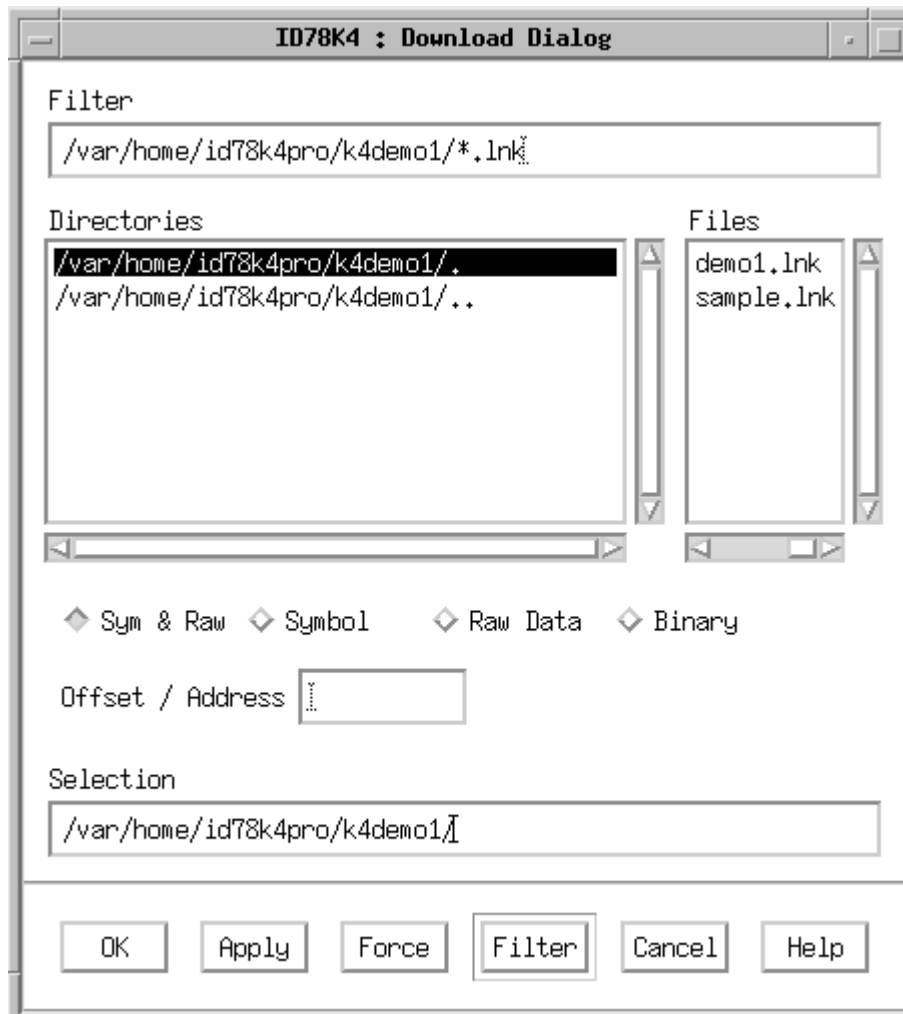 ID78K4 : Download Dialog
Filter
/var/home/id78k4pro/k4demo1/*.lnk
Directories
/var/home/id78k4pro/k4demo1/.
/var/home/id78k4pro/k4demo1/..
Files
demo1.lnk
sample.lnk
Sym & Raw Symbol Raw Data Binary
Offset / Address
Selection
/var/home/id78k4pro/k4demo1/
OK Apply Force Filter Cancel Help